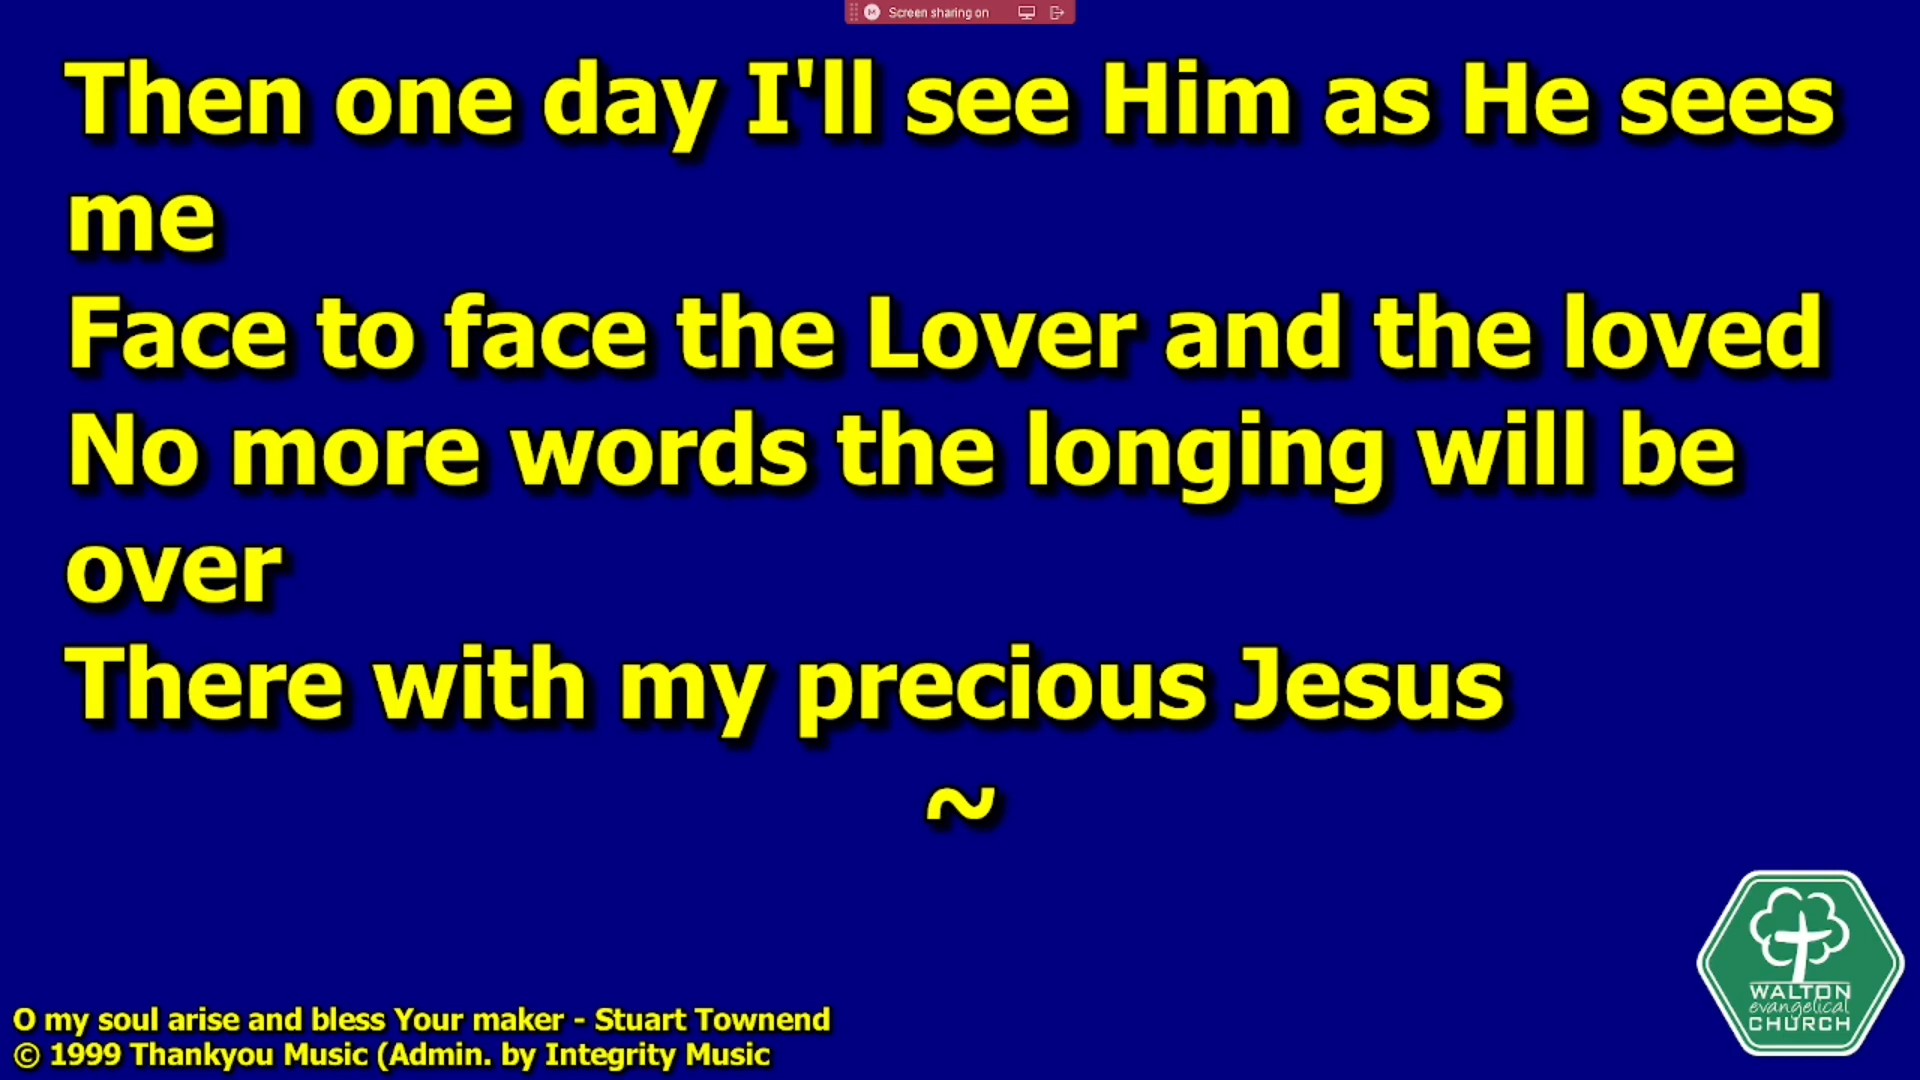 Screen sharing on
Then one day I'll see Him as He sees
me
Face to face the Lover and the loved
No more words the longing will be
over
There with my precious Jesus
~
WALTON
evangelical
CHURCH
O my soul arise and bless Your maker - Stuart Townend
© 1999 Thankyou Music (Admin. by Integrity Music